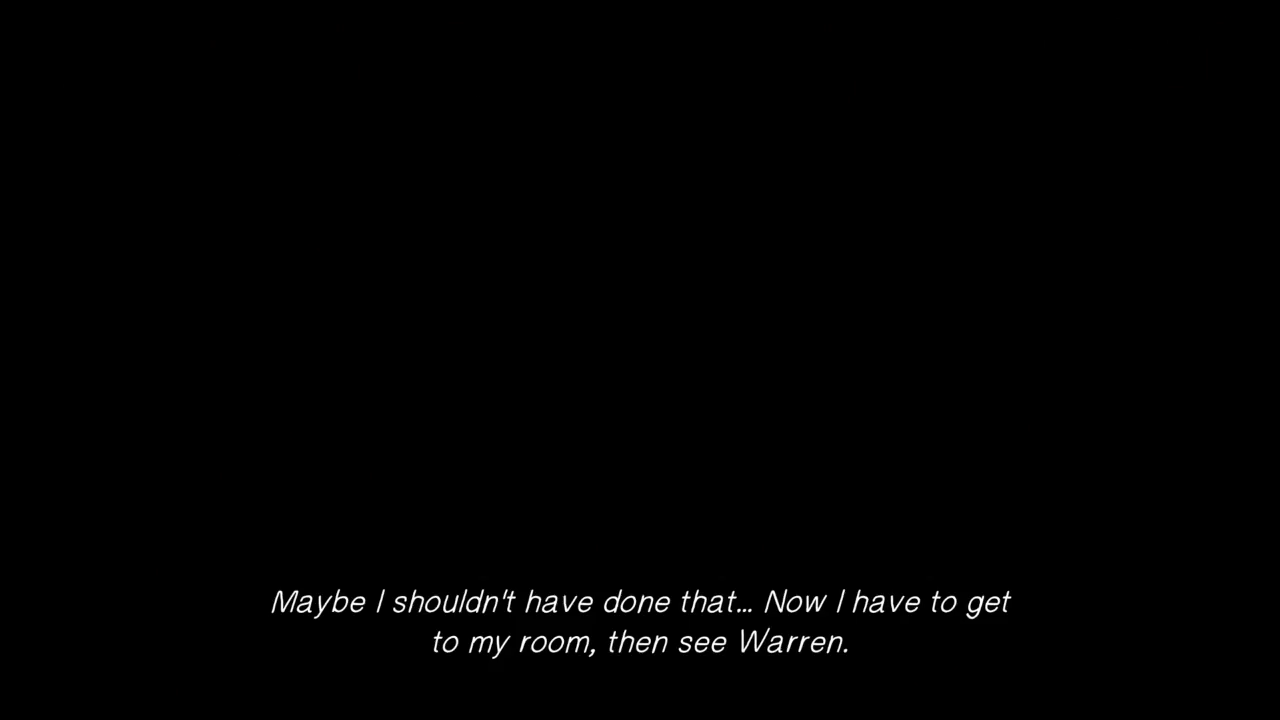 Maybe I shouldn't have done that... Now I have to get
to my room, then see Warren.